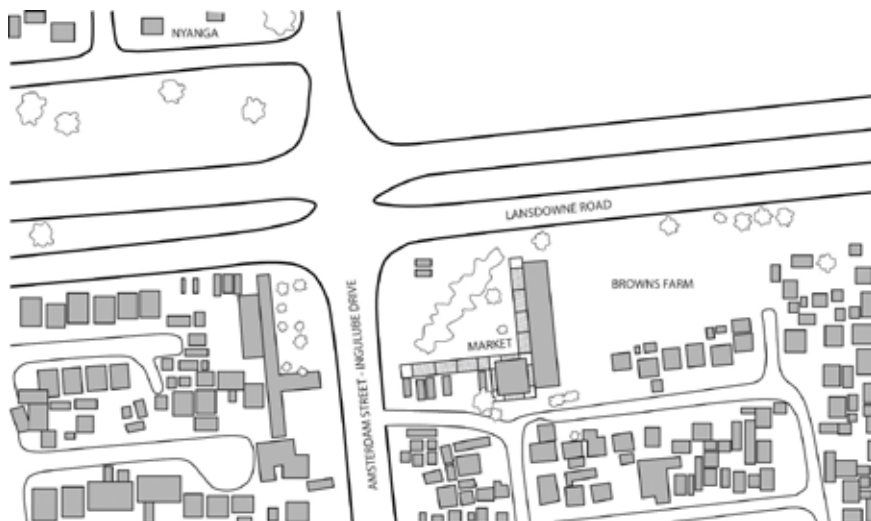 NYANGA
LANSDOWNE ROAD
BROWNS FARM
MARKET
AMSTERDAM STREET - INGULUBE DRIVE